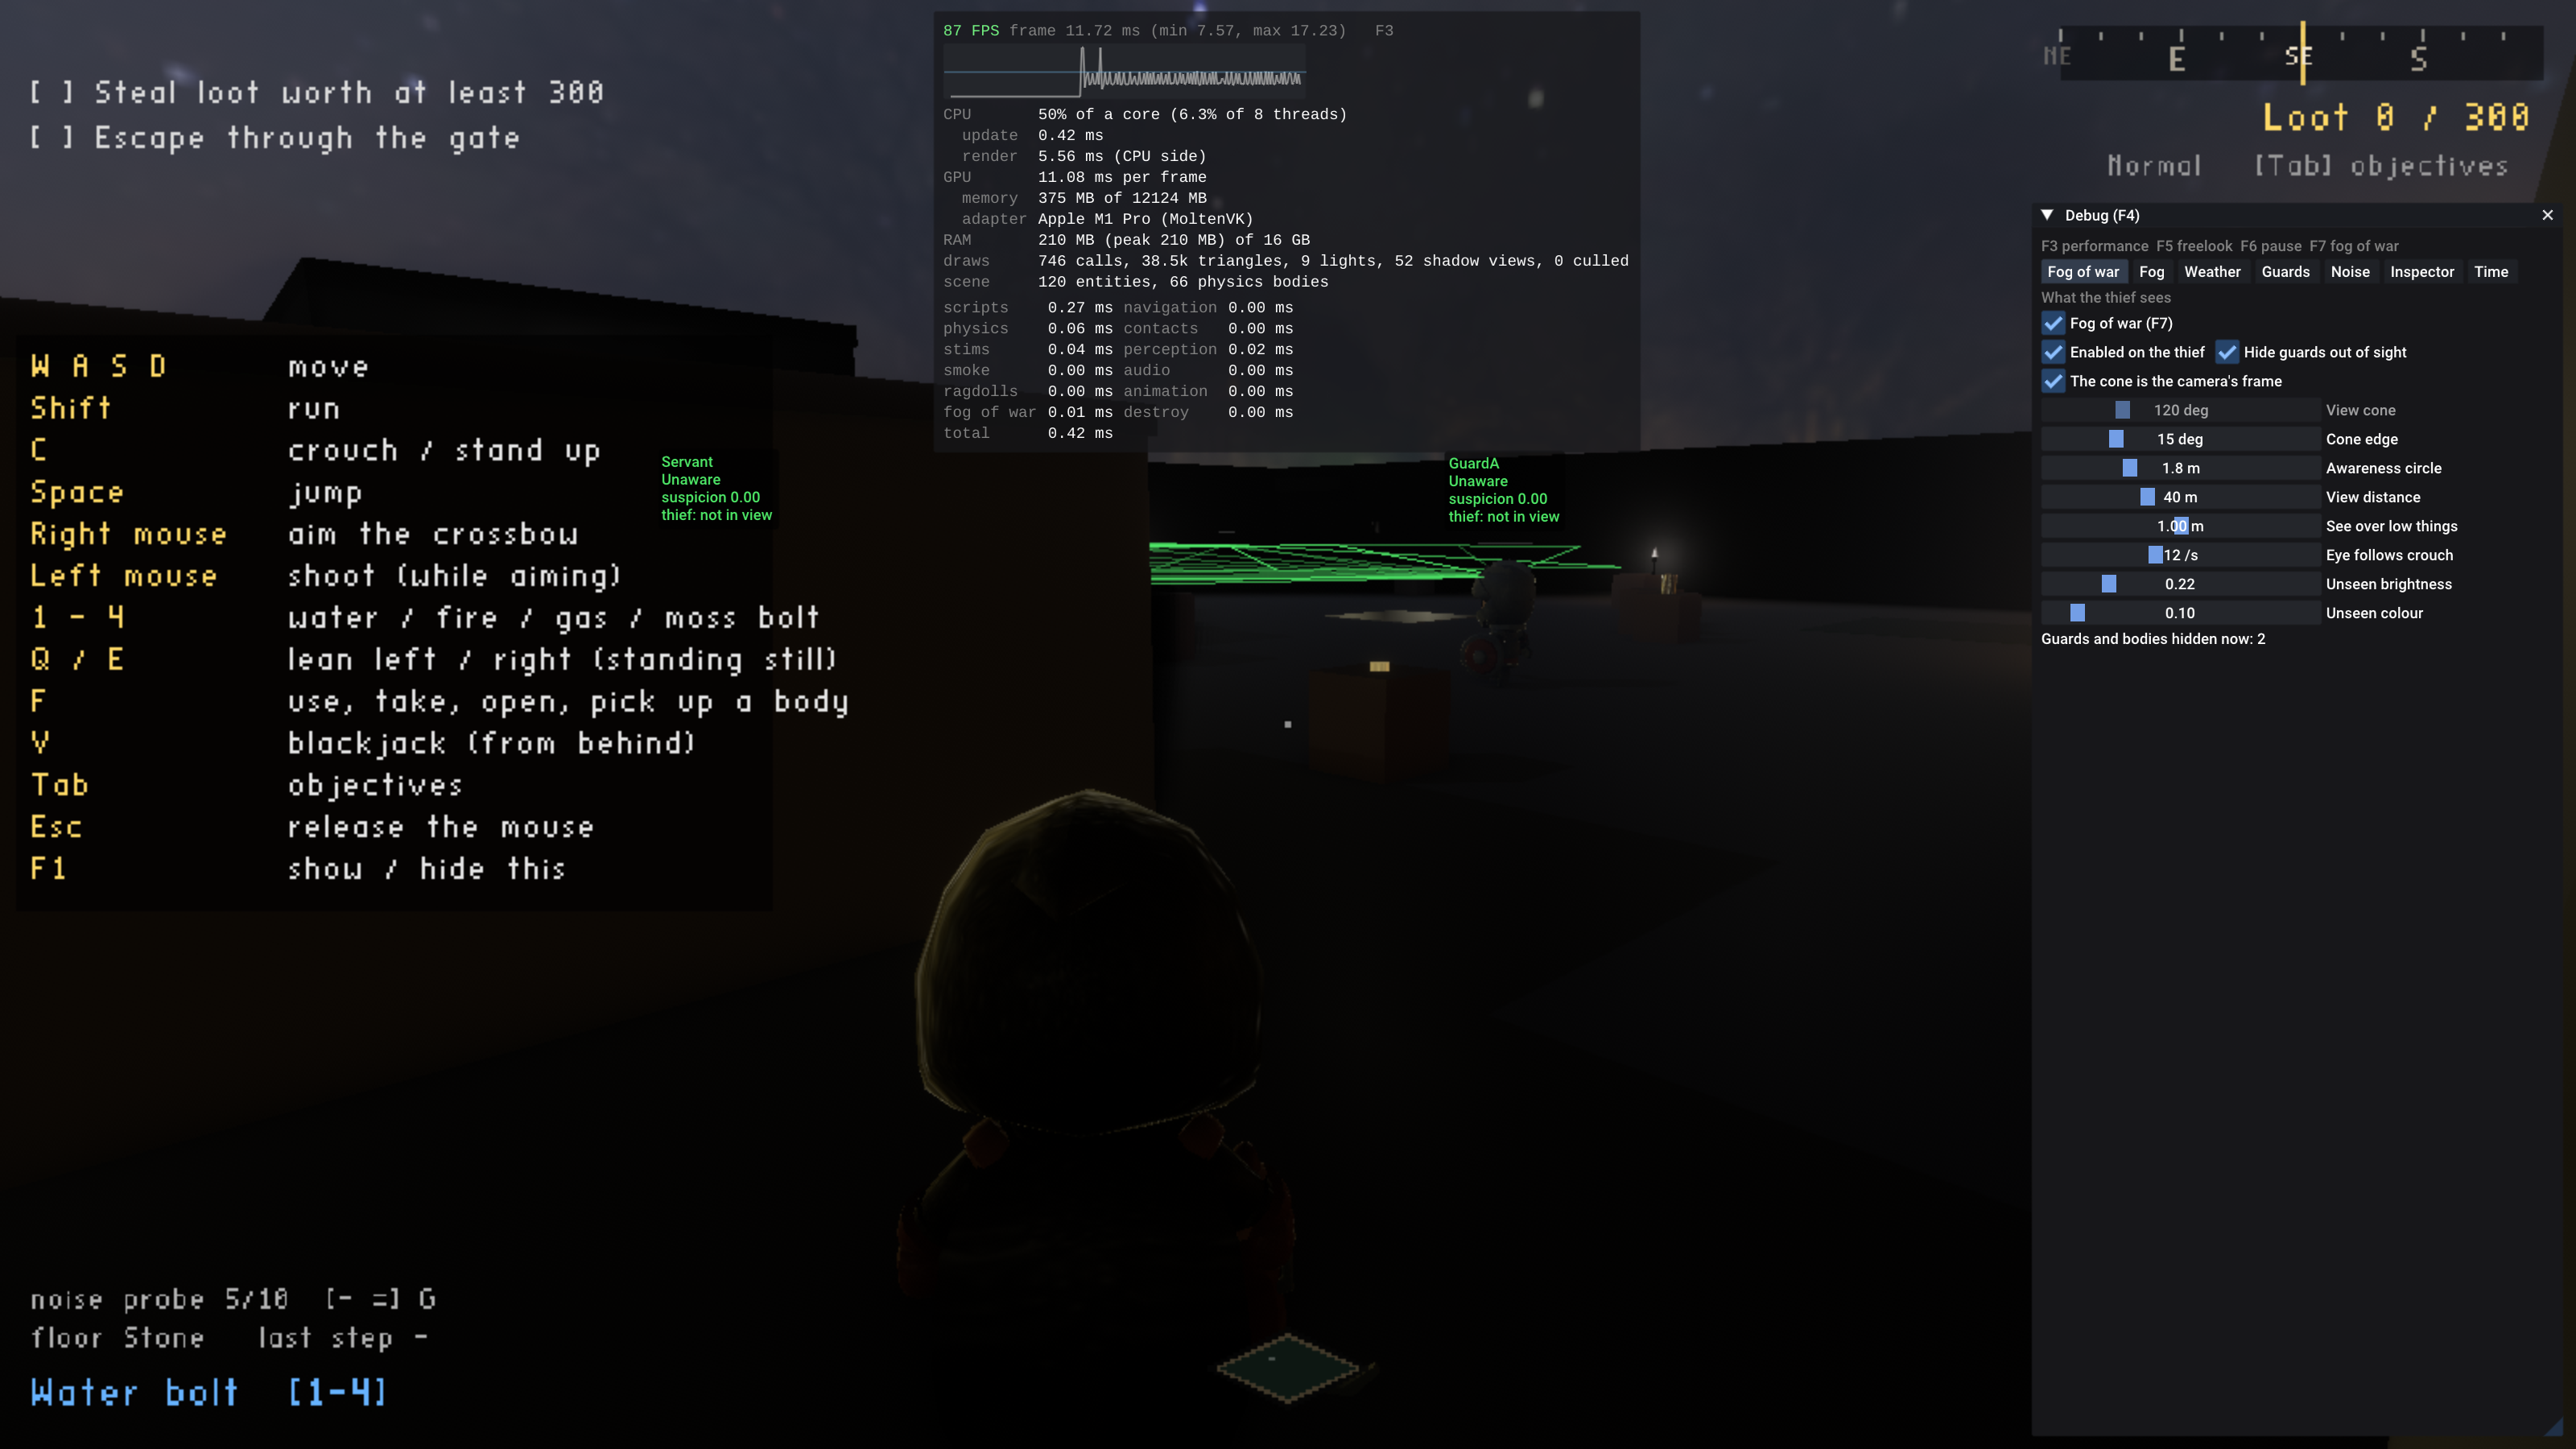 [ ] Steal loot worth at least 300
[ ] Escape through the gate
W A S D move
Shift run
C crouch / stand up
Space jump
Right mouse aim the crossbow
Left mouse shoot (while aiming)
1 - 4 water / fire / gas / moss bolt
Q / E lean left / right (standing still)
F use, take, open, pick up a body
V blackjack (from behind)
Tab objectives
Esc release the mouse
F1 show / hide this
noise probe 5/10 [- =] G
floor Stone last step -
Water bolt [1-4]
87 FPS frame 11.72 ms (min 7.57, max 17.23) F3
CPU 50% of a core (6.3% of 8 threads)
update 0.42 ms
render 5.56 ms (CPU side)
GPU 11.08 ms per frame
memory 375 MB of 12124 MB
adapter Apple M1 Pro (MoltenVK)
RAM 210 MB (peak 210 MB) of 16 GB
draws 746 calls, 38.5k triangles, 9 lights, 52 shadow views, 0 culled
scene 120 entities, 66 physics bodies
scripts 0.27 ms navigation 0.00 ms
physics 0.06 ms contacts 0.00 ms
stims 0.04 ms perception 0.02 ms
smoke 0.00 ms audio 0.00 ms
ragdolls 0.00 ms animation 0.00 ms
fog of war 0.01 ms destroy 0.00 ms
total 0.42 ms
Servant
Unaware
suspicion 0.00
thief: not in view
GuardA
Unaware
suspicion 0.00
thief: not in view
NE E SE S
Loot 0 / 300
Normal [Tab] objectives
Debug (F4)
F3 performance F5 freelook F6 pause F7 fog of war
Fog of war Fog Weather Guards Noise Inspector Time
What the thief sees
Fog of war (F7)
Enabled on the thief Hide guards out of sight
The cone is the camera's frame
120 deg View cone
15 deg Cone edge
1.8 m Awareness circle
40 m View distance
1.00 m See over low things
12 /s Eye follows crouch
0.22 Unseen brightness
0.10 Unseen colour
Guards and bodies hidden now: 2